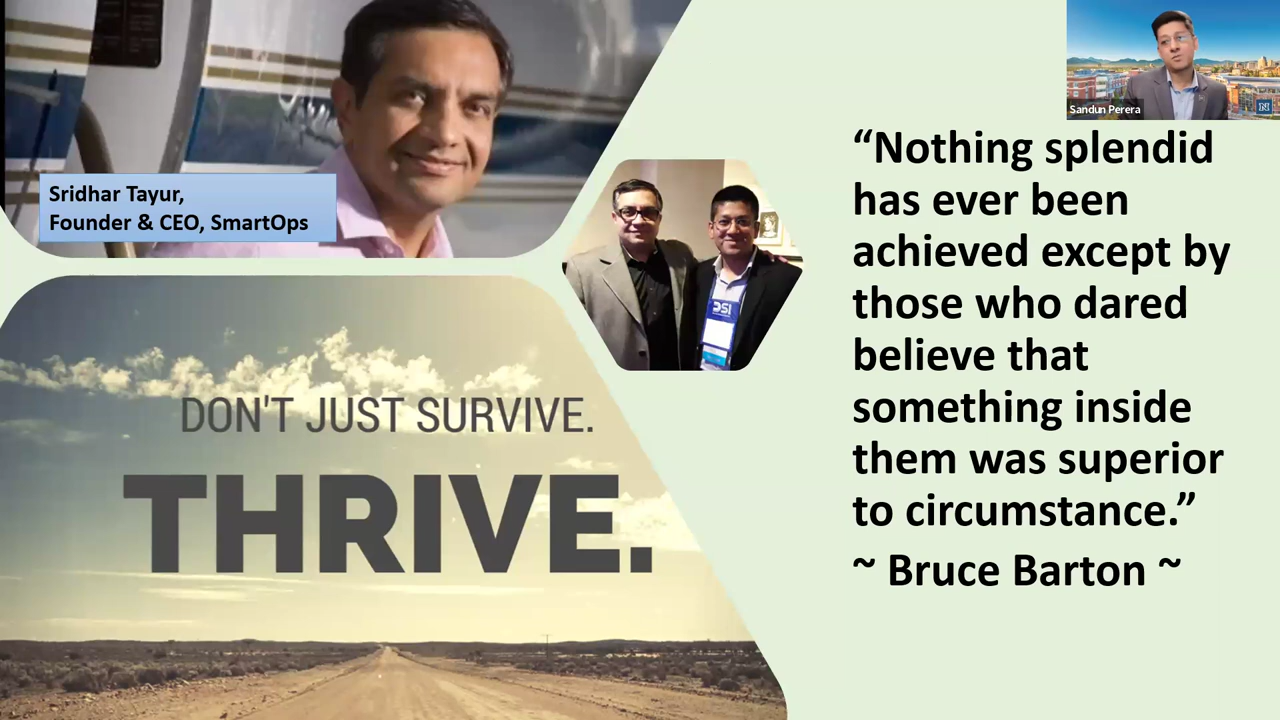 Sridhar Tayur,
Founder & CEO, SmartOps
DON'T JUST SURVIVE.
THRIVE.
DSI
Sandun Perera
N
“Nothing splendid
has ever been
achieved except by
those who dared
believe that
something inside
them was superior
to circumstance.”
~ Bruce Barton ~